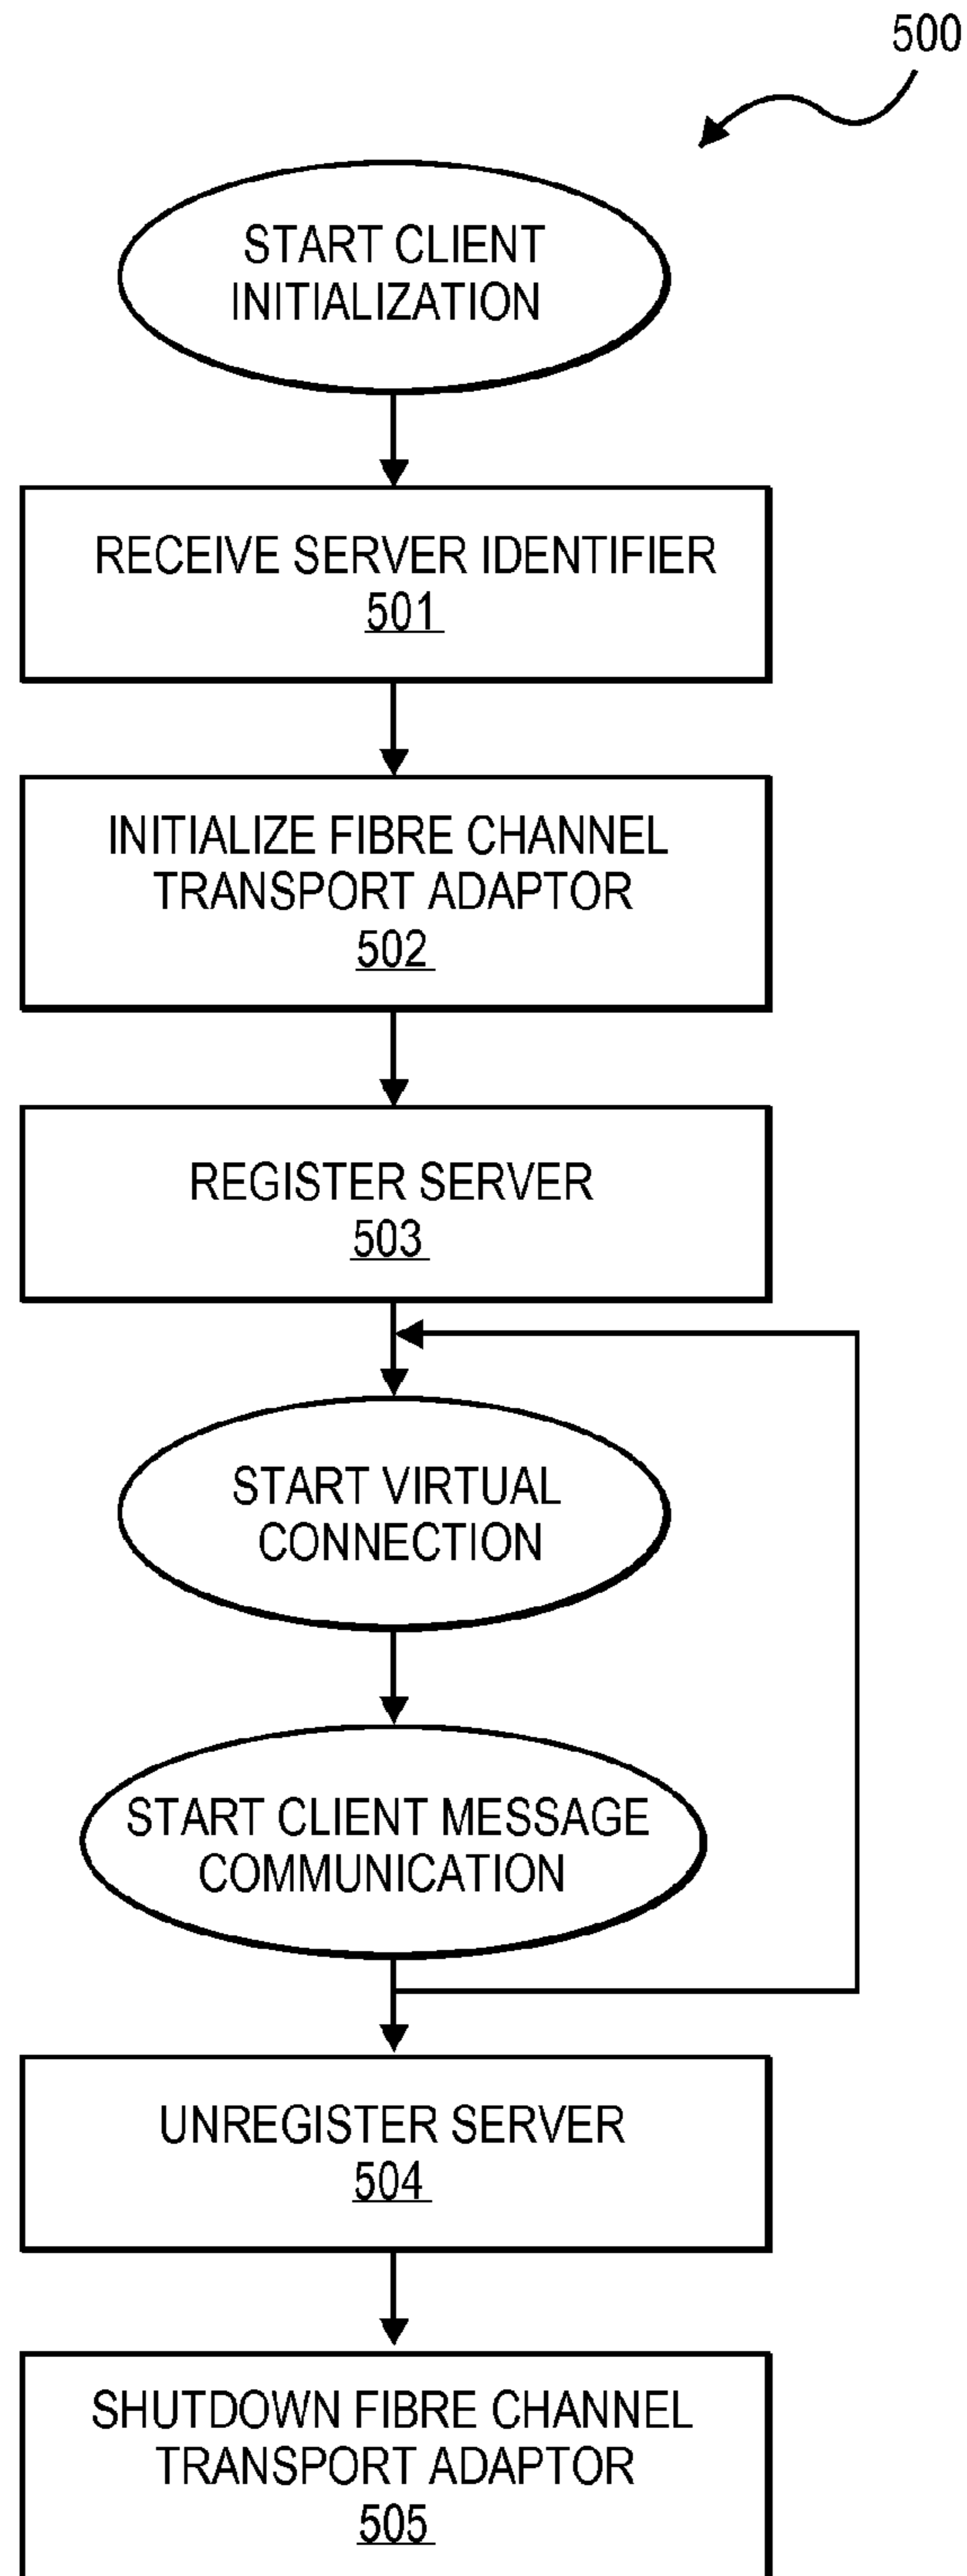 500
START CLIENT
INITIALIZATION
RECEIVE SERVER IDENTIFIER
501
INITIALIZE FIBRE CHANNEL
TRANSPORT ADAPTOR
502
REGISTER SERVER
503
START VIRTUAL
CONNECTION
START CLIENT MESSAGE
COMMUNICATION
UNREGISTER SERVER
504
SHUTDOWN FIBRE CHANNEL
TRANSPORT ADAPTOR
505